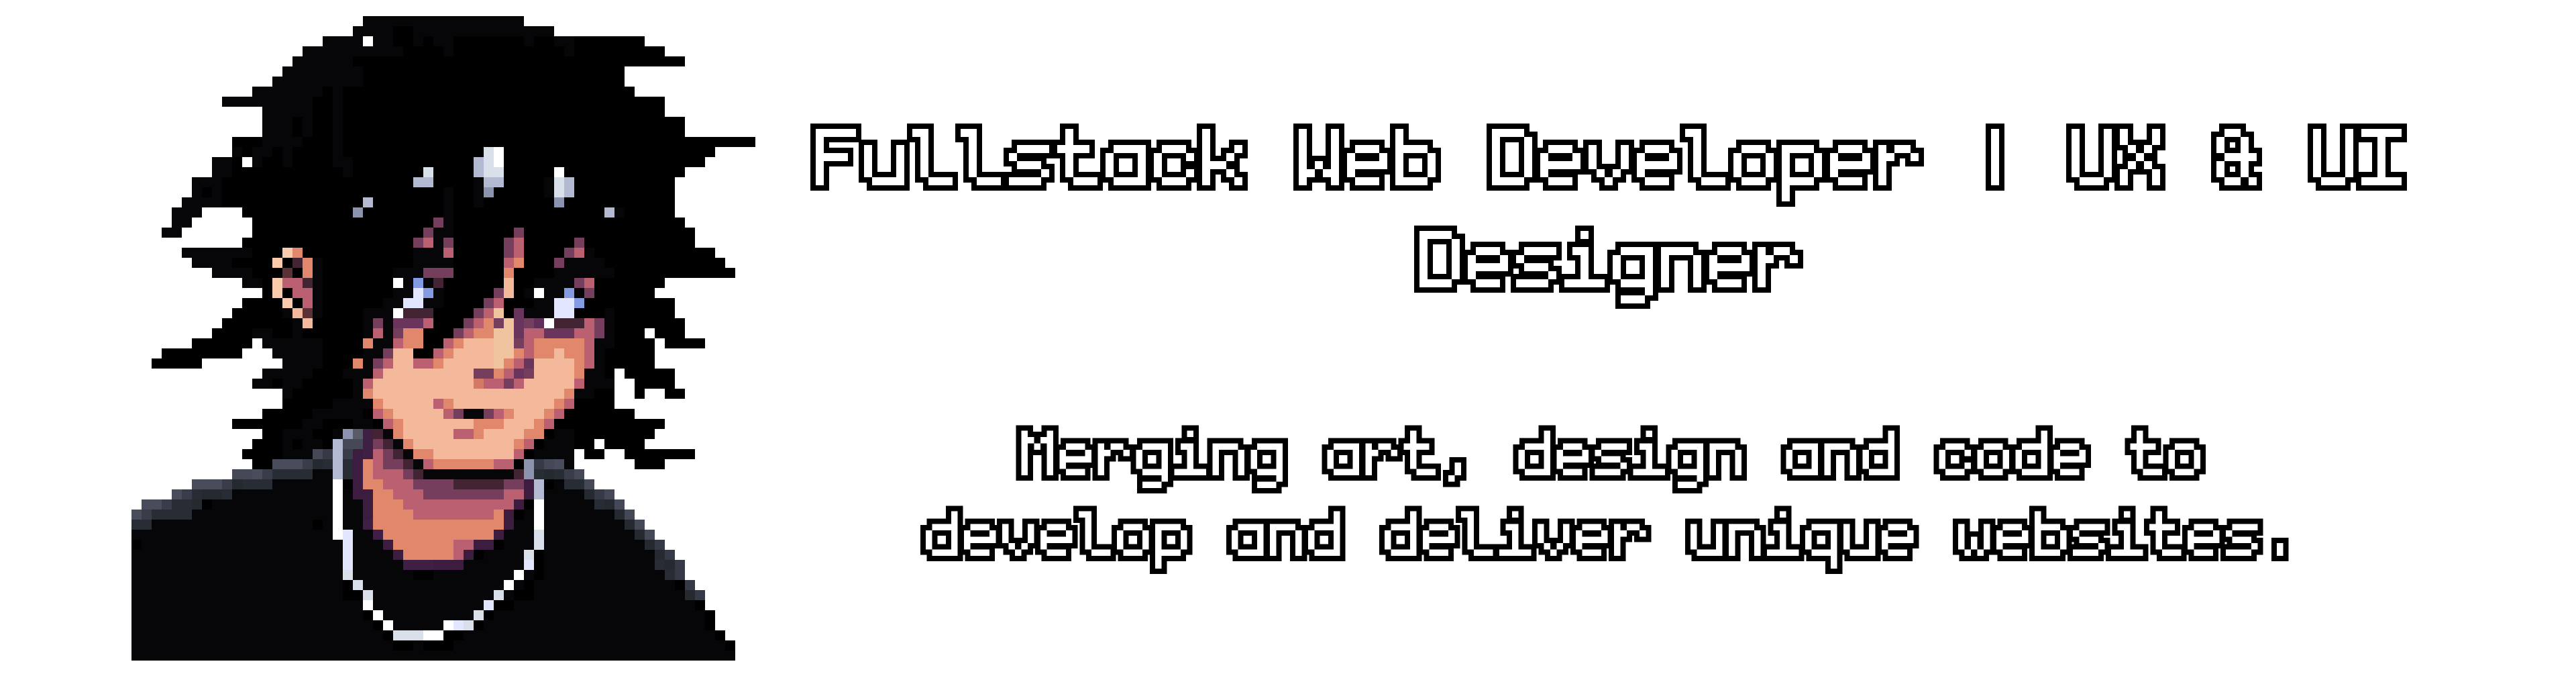 Fullstack Web Developer | UX & UI
Designer
Merging art, design and code to
develop and deliver unique websites.